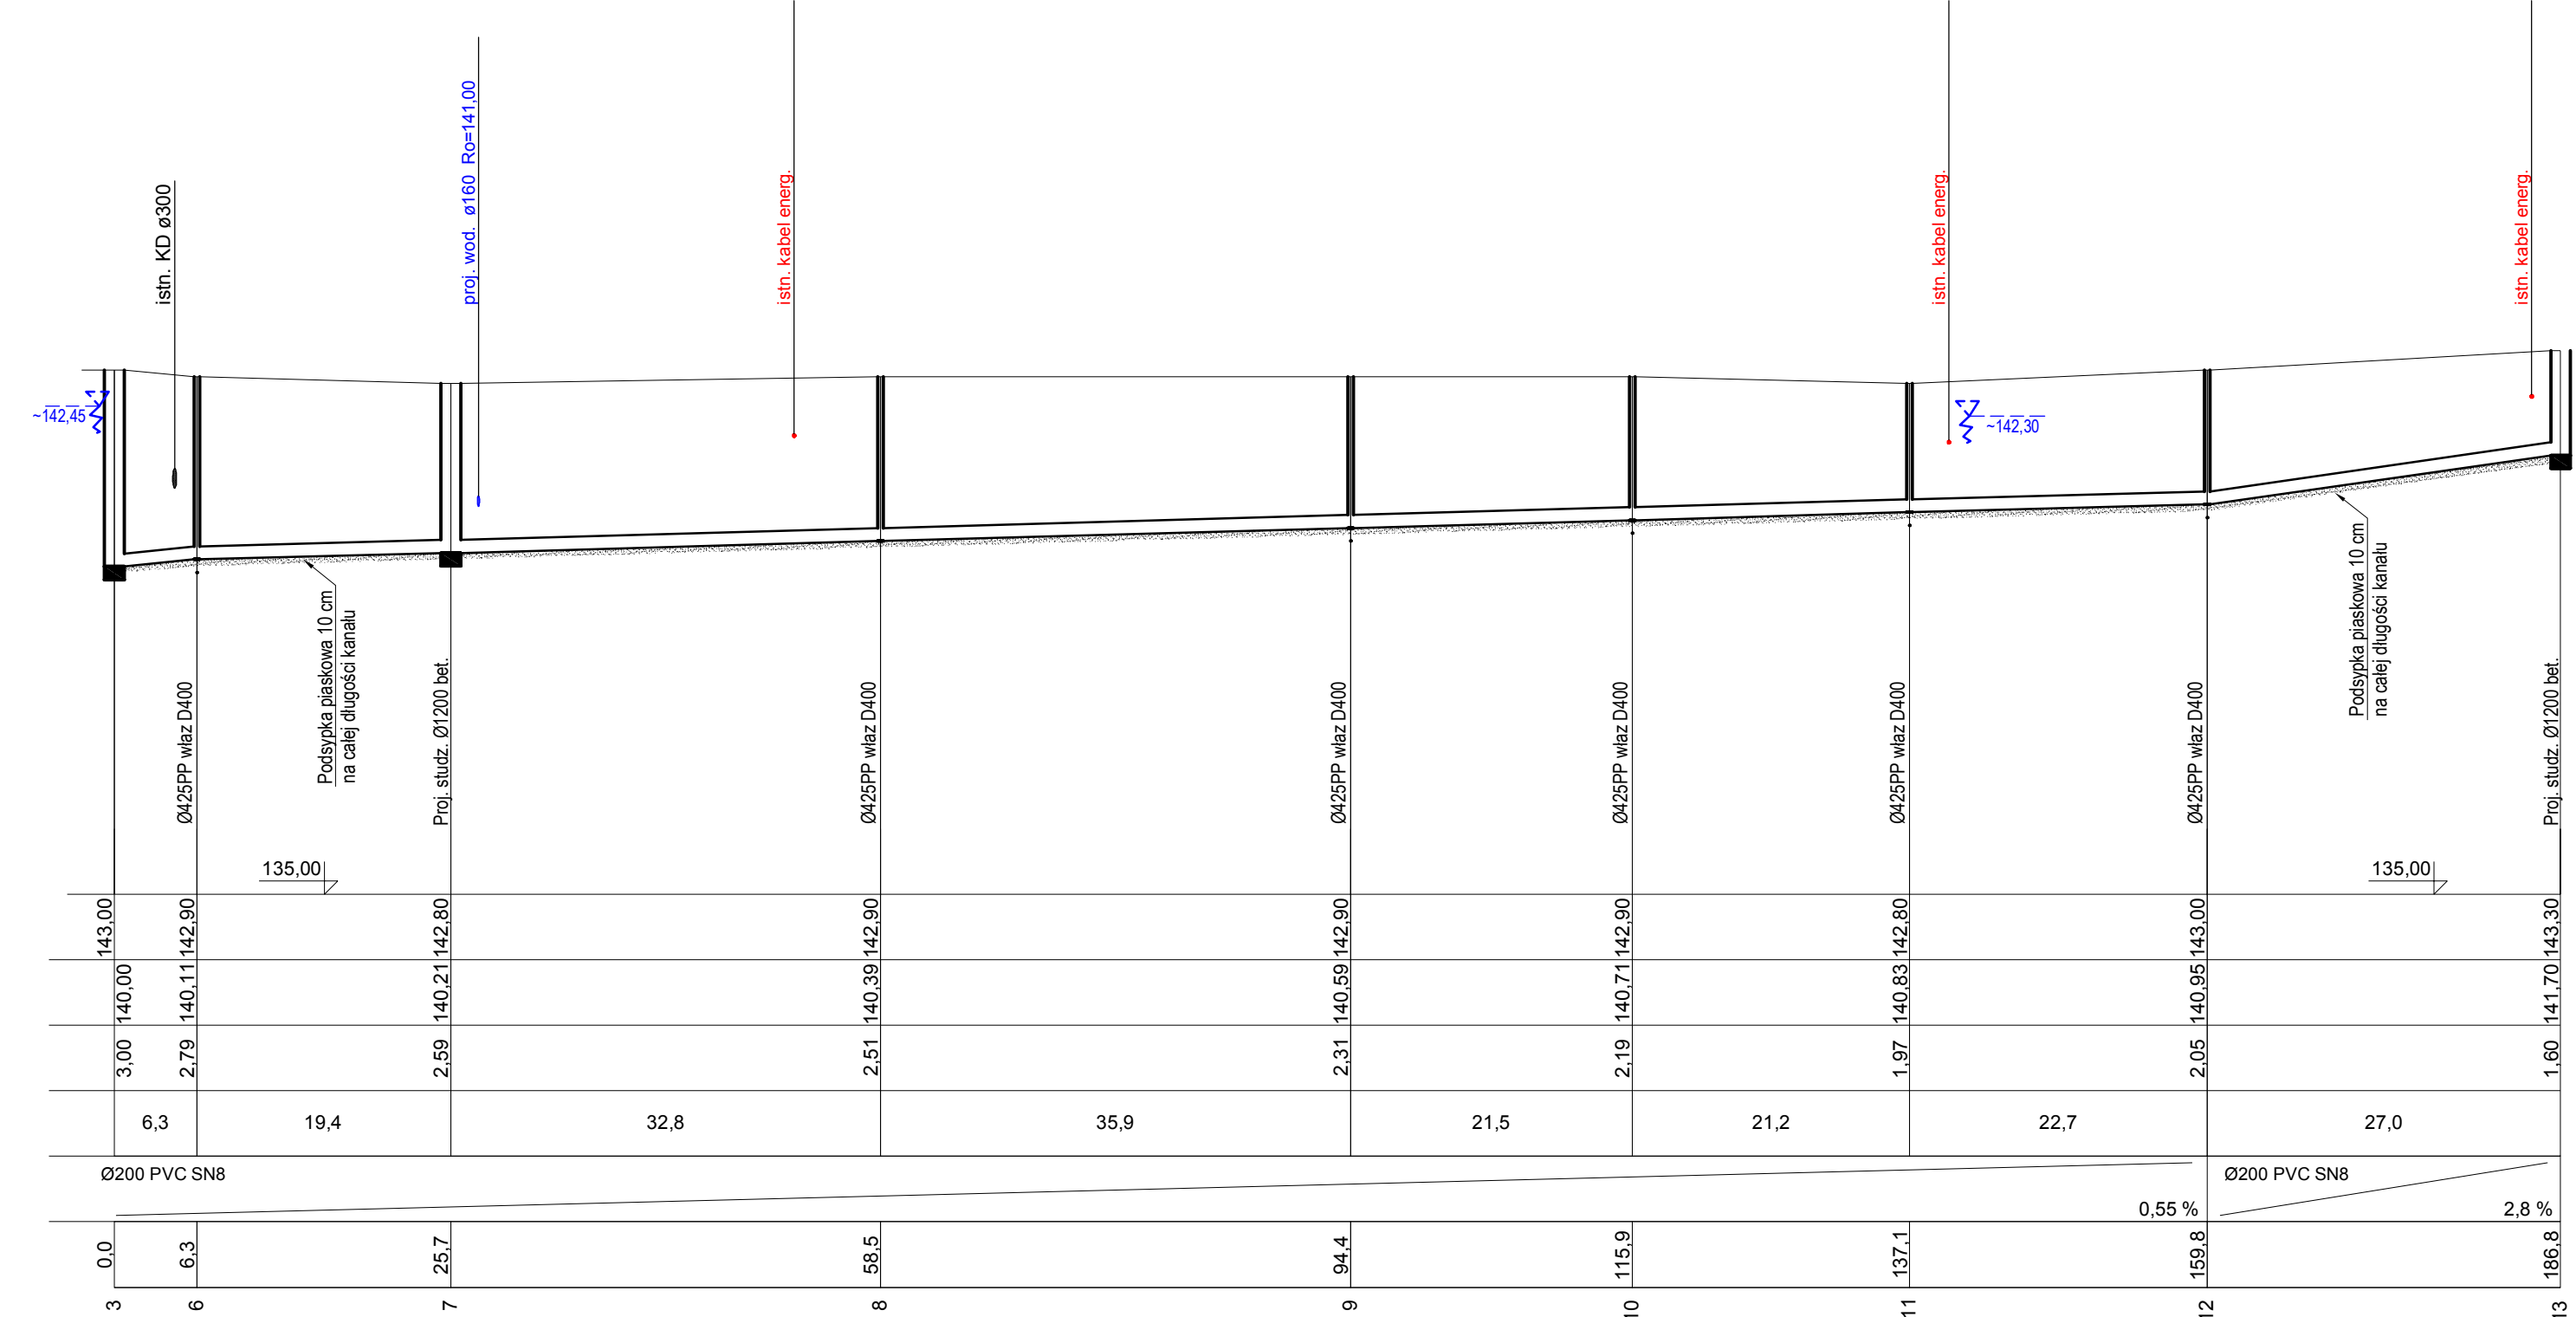 istn. KD ø300
proj. wod. ø160 Ro=141,00
istn. kabel energ.
istn. kabel energ.
istn. kabel energ.
~142,45
~142,30
Ø425PP właz D400
Podsypka piaskowa 10 cm
na całej długości kanału
Proj. studz. Ø1200 bet.
Ø425PP właz D400
Ø425PP właz D400
Ø425PP właz D400
Ø425PP właz D400
Ø425PP właz D400
Podsypka piaskowa 10 cm
na całej długości kanału
Proj. studz. Ø1200 bet.
135,00
135,00
143,00 142,90 142,80 142,90 142,90 142,90 142,80 143,00 143,30
140,00 140,11 140,21 140,39 140,59 140,71 140,83 140,95 141,70
3,00 2,79 2,59 2,51 2,31 2,19 1,97 2,05 1,60
6,3 19,4 32,8 35,9 21,5 21,2 22,7 27,0
Ø200 PVC SN8
Ø200 PVC SN8
0,55 %
2,8 %
0,0 6,3 25,7 58,5 94,4 115,9 137,1 159,8 186,8
3 6 7 8 9 10 11 12 13